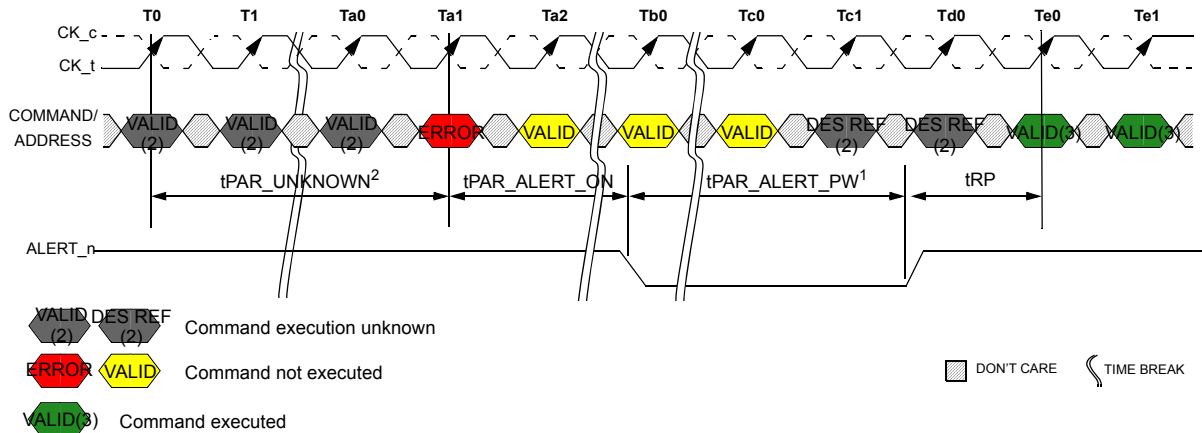 T0 T1 Ta0 Ta1 Ta2 Tb0 Tc0 Tc1 Td0 Te0 Te1
CK_c
CK_t
COMMAND/
ADDRESS
VALID (2) VALID (2) VALID (2) ERROR VALID VALID VALID DES REF (2) DES REF (2) VALID(3) VALID(3)
tPAR_UNKNOWN² tPAR_ALERT_ON tPAR_ALERT_PW¹ tRP
ALERT_n
VALID (2) DES REF (2) Command execution unknown
ERROR VALID Command not executed
DON'T CARE TIME BREAK
VALID(3) Command executed